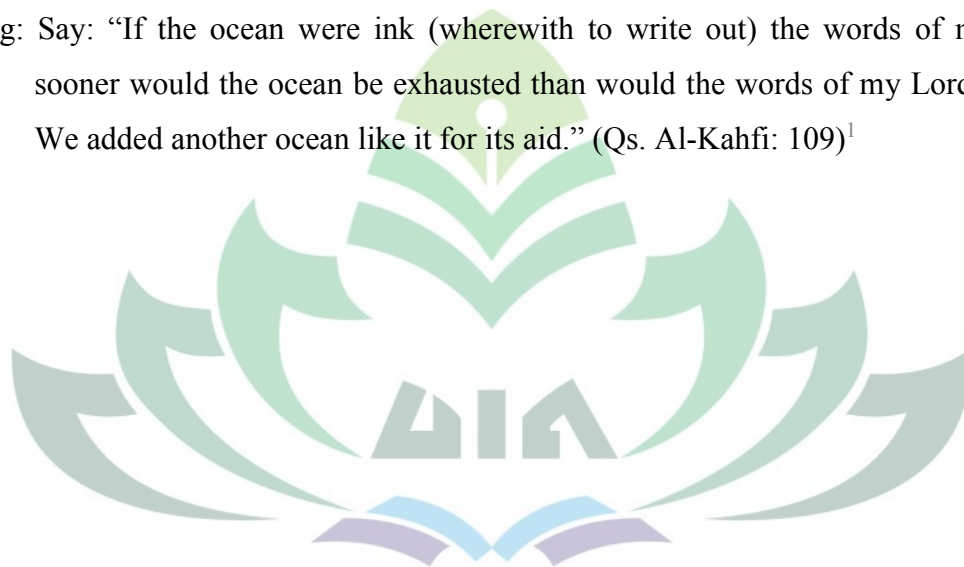 g: Say: “If the ocean were ink (wherewith to write out) the words of
sooner would the ocean be exhausted than would the words of my Lord
We added another ocean like it for its aid.” (Qs. Al-Kahfi: 109)1
UIN